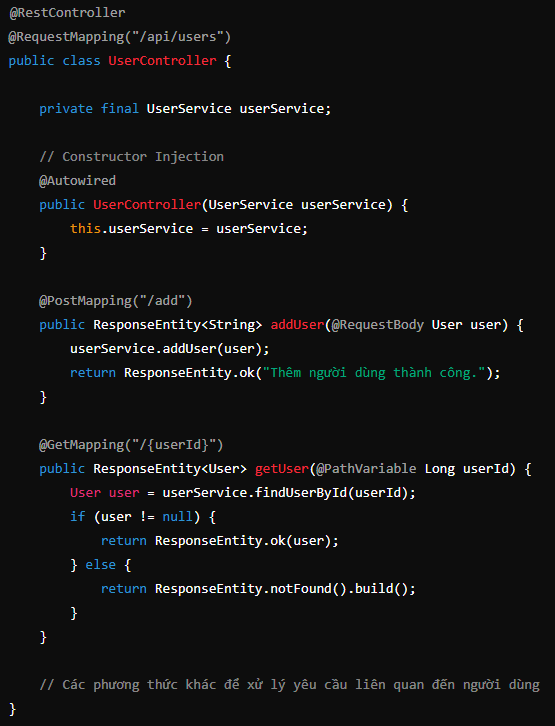 @RestController
@RequestMapping("/api/users")
public class UserController {
private final UserService userService;
// Constructor Injection
@Autowired
public UserController(UserService userService) {
this.userService = userService;
}
@PostMapping("/add")
public ResponseEntity<String> addUser(@RequestBody User user) {
userService.addUser(user);
return ResponseEntity.ok("Thêm người dùng thành công.");
}
@GetMapping("/{userId}")
public ResponseEntity<User> getUser(@PathVariable Long userId) {
User user = userService.findUserById(userId);
if (user != null) {
return ResponseEntity.ok(user);
} else {
return ResponseEntity.notFound().build();
}
}
// Các phương thức khác để xử lý yêu cầu liên quan đến người dùng
}